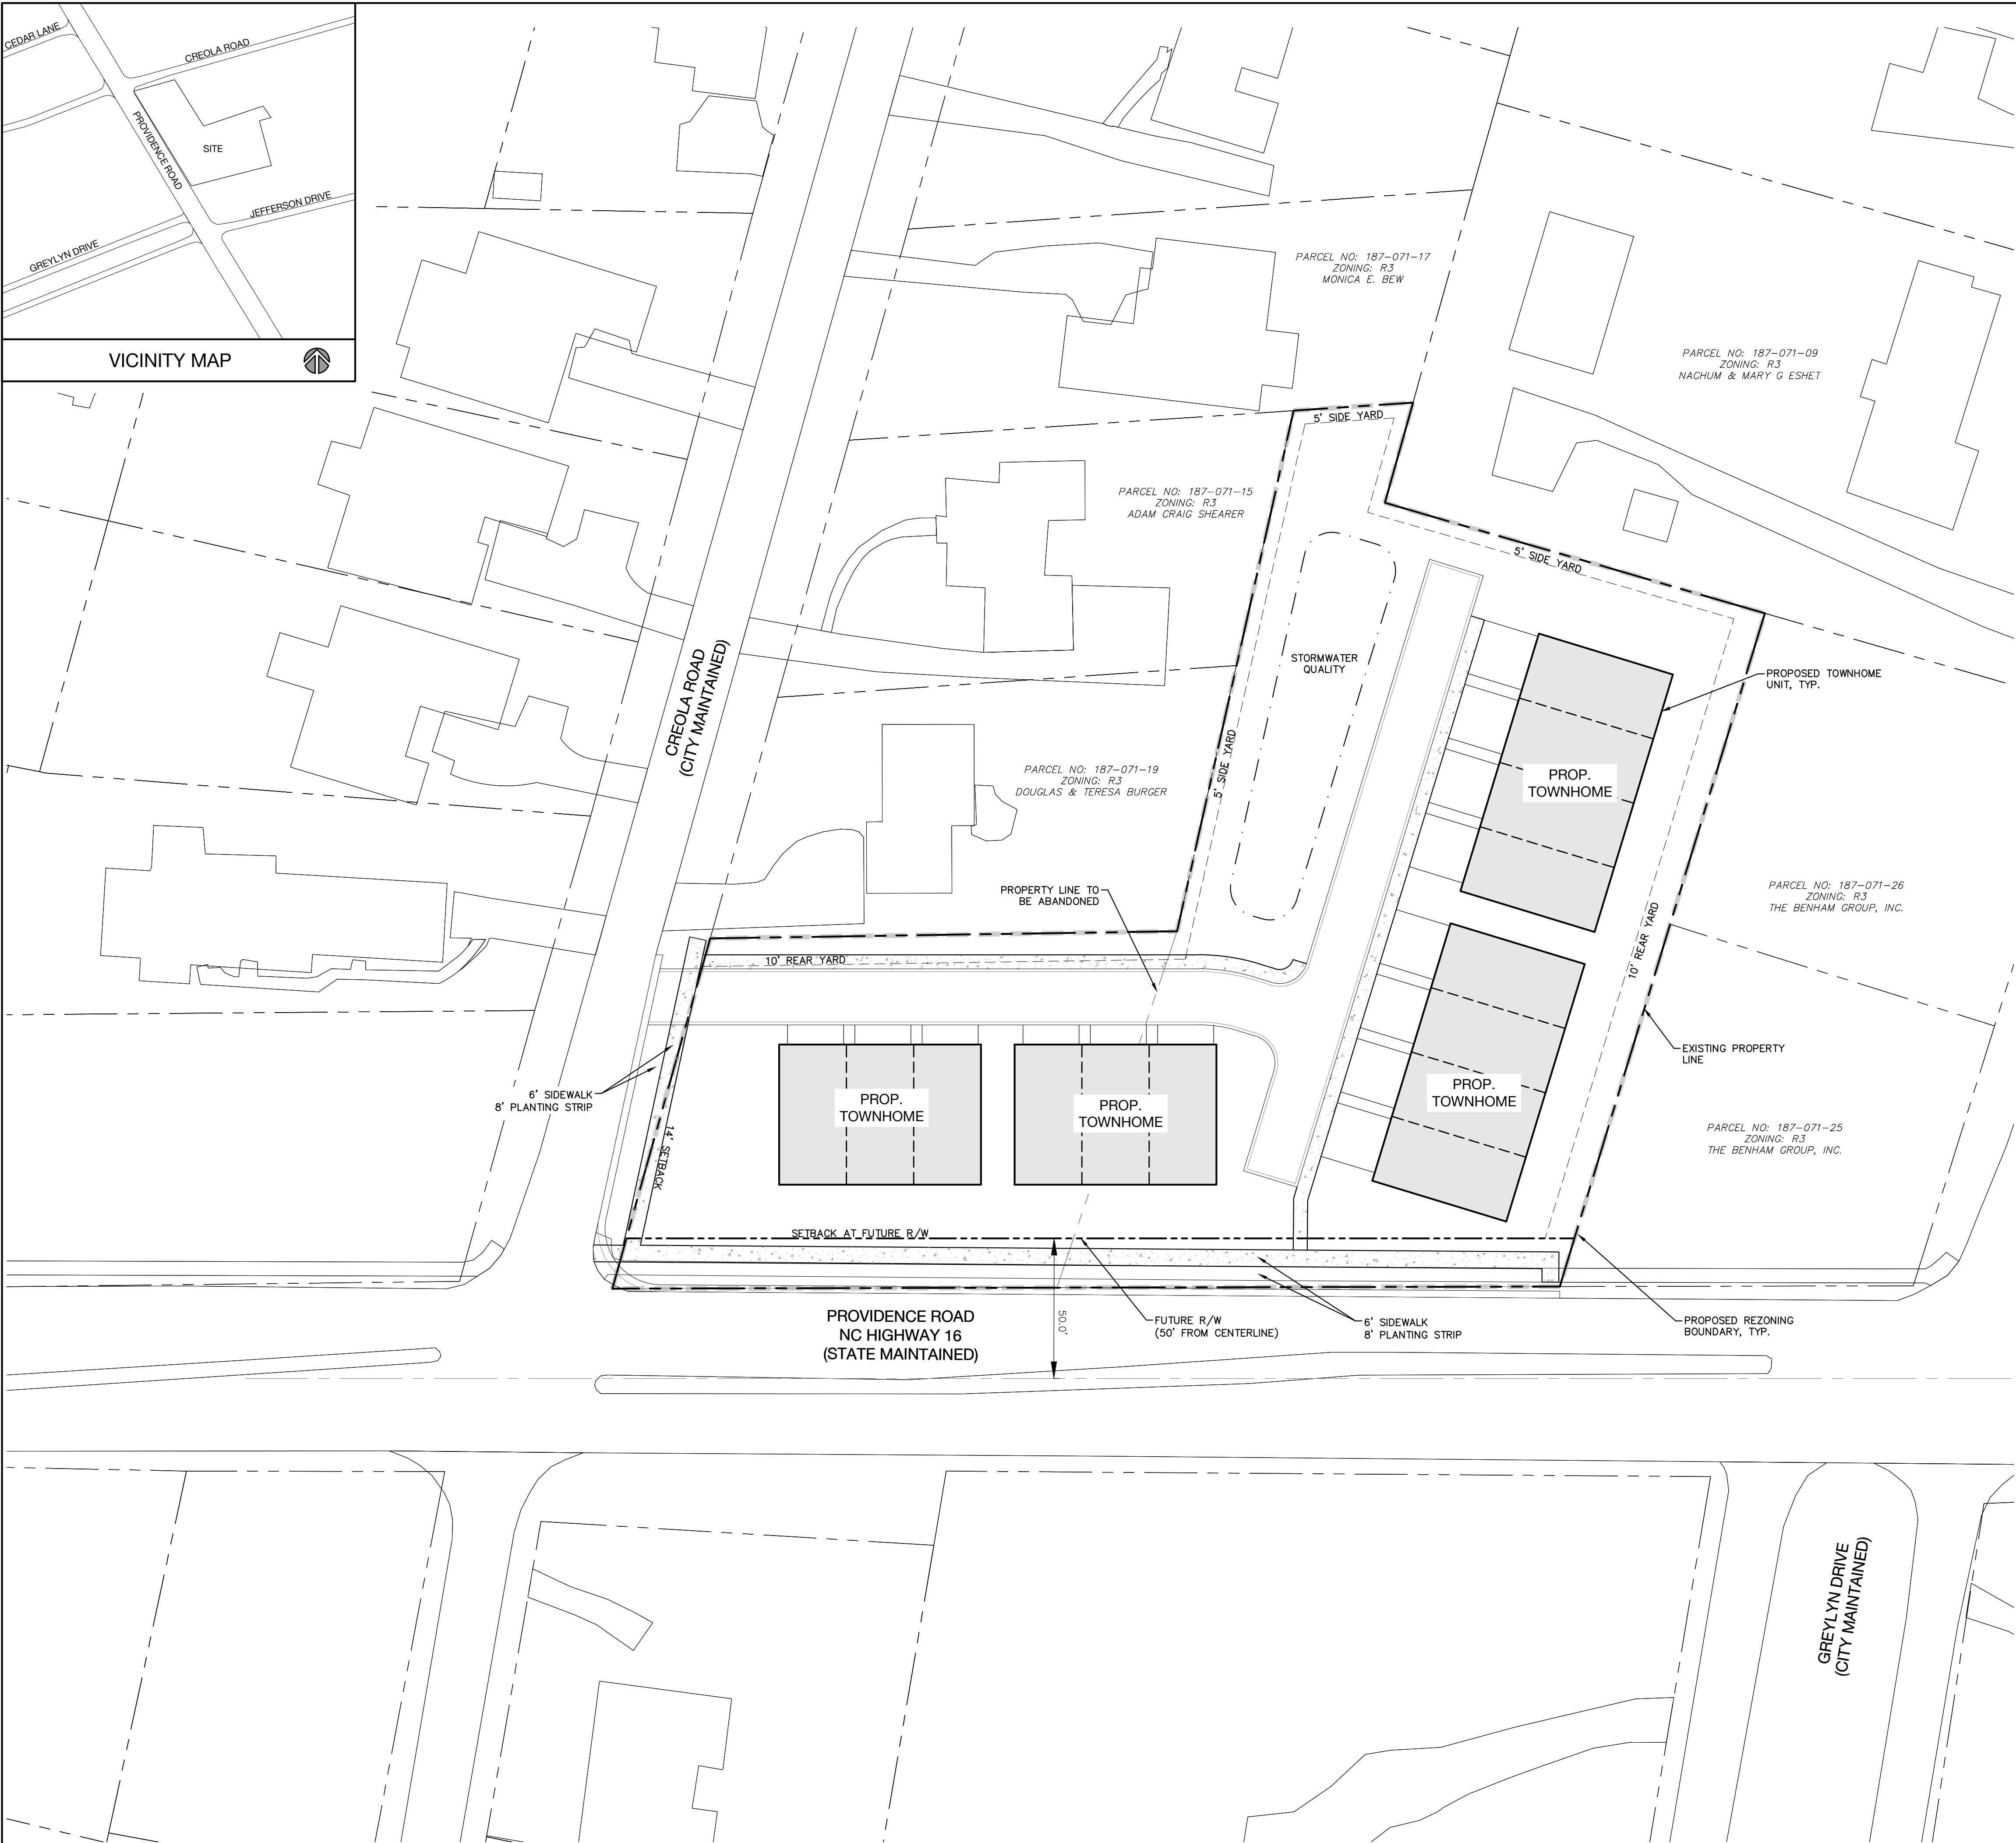 CEDAR LANE
CREOLA ROAD
PROVIDENCE ROAD
SITE
JEFFERSON DRIVE
GREYLYN DRIVE
VICINITY MAP
PARCEL NO: 187-071-17
ZONING: R3
MONICA E. BEW
PARCEL NO: 187-071-09
ZONING: R3
NACHUM & MARY G ESHET
5' SIDE YARD
PARCEL NO: 187-071-15
ZONING: R3
ADAM CRAIG SHEARER
5' SIDE YARD
STORMWATER
QUALITY
CREOLA ROAD
(CITY MAINTAINED)
PROPOSED TOWNHOME
UNIT, TYP.
5' SIDE YARD
PARCEL NO: 187-071-19
ZONING: R3
DOUGLAS & TERESA BURGER
PROP.
TOWNHOME
PROPERTY LINE TO
BE ABANDONED
PARCEL NO: 187-071-26
ZONING: R3
THE BENHAM GROUP, INC.
10' REAR YARD
10' REAR YARD
EXISTING PROPERTY
LINE
6' SIDEWALK
8' PLANTING STRIP
PROP.
TOWNHOME
PROP.
TOWNHOME
PROP.
TOWNHOME
14' SETBACK
PARCEL NO: 187-071-25
ZONING: R3
THE BENHAM GROUP, INC.
SETBACK AT FUTURE R/W
PROVIDENCE ROAD
NC HIGHWAY 16
(STATE MAINTAINED)
50.0'
FUTURE R/W
(50' FROM CENTERLINE)
6' SIDEWALK
8' PLANTING STRIP
PROPOSED REZONING
BOUNDARY, TYP.
GREYLYN DRIVE
(CITY MAINTAINED)